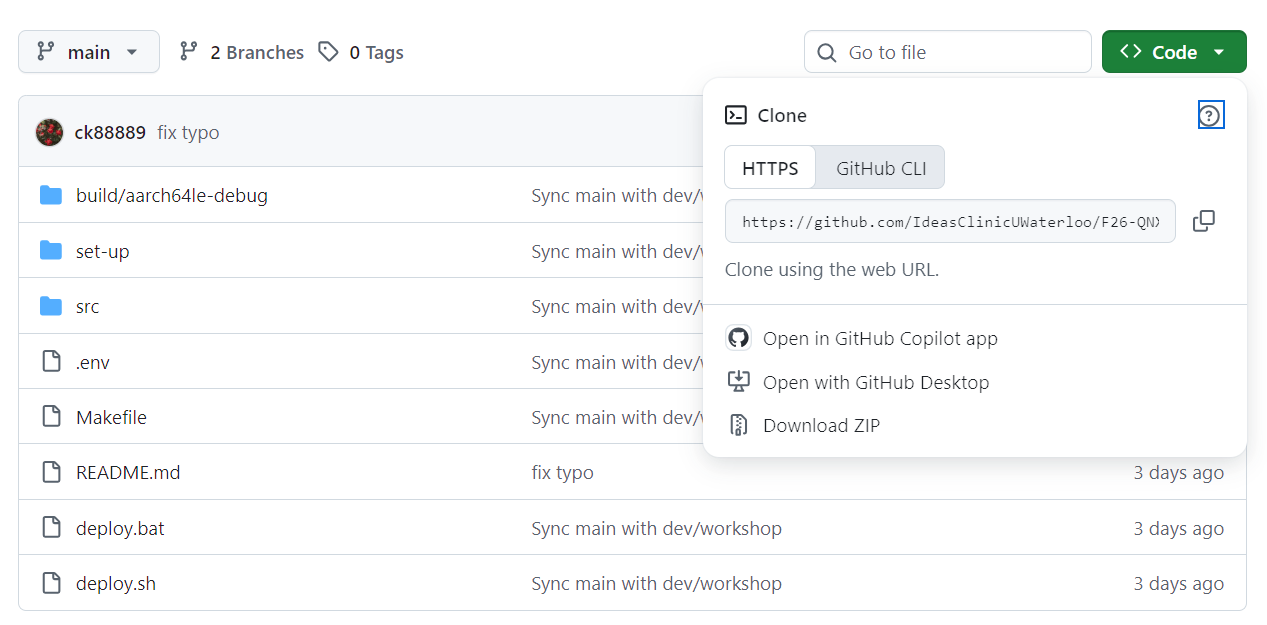 main 2 Branches 0 Tags Go to file Code
ck88889 fix typo
Clone
HTTPS GitHub CLI
https://github.com/IdeasClinicUWaterloo/F26-QNX
Clone using the web URL.
Open in GitHub Copilot app
Open with GitHub Desktop
Download ZIP
build/aarch64le-debug Sync main with dev/
set-up Sync main with dev/
src Sync main with dev/
.env Sync main with dev/
Makefile Sync main with dev/
README.md fix typo 3 days ago
deploy.bat Sync main with dev/workshop 3 days ago
deploy.sh Sync main with dev/workshop 3 days ago